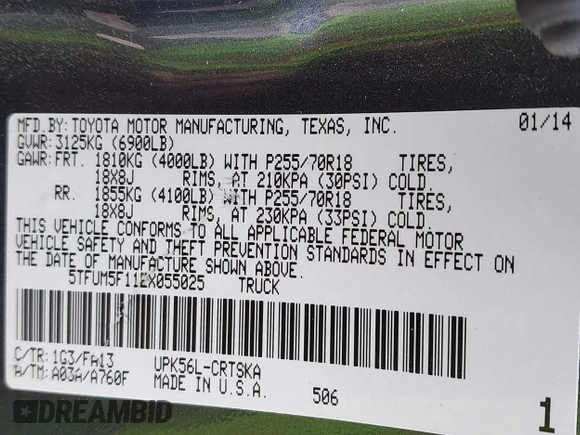 MFD.BY: TOYOTA MOTOR MANUFACTURING, TEXAS, INC. 01/14
GVWR: 3125KG (6900LB)
GAWR: FRT. 1810KG (4000LB) WITH P255/70R18 TIRES,
18X8J RIMS, AT 210KPA (30PSI) COLD.
RR. 1855KG (4100LB) WITH P255/70R18 TIRES,
18X8J RIMS, AT 230KPA (33PSI) COLD.
THIS VEHICLE CONFORMS TO ALL APPLICABLE FEDERAL MOTOR
VEHICLE SAFETY AND THEFT PREVENTION STANDARDS IN EFFECT ON
THE DATE OF MANUFACTURE SHOWN ABOVE.
5TFUM5F11EX055025 TRUCK
C/TR: 1G3/FA13 UPK56L-CRTSKA
A/TM: A03A/A760F MADE IN U.S.A. 506 1
DREAMBID